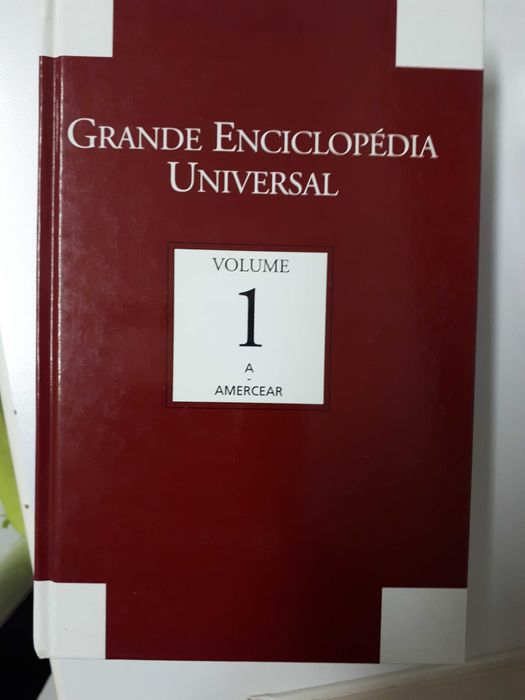 GRANDE ENCICLOPÉDIA
UNIVERSAL
VOLUME
1
A
-
AMERCEAR